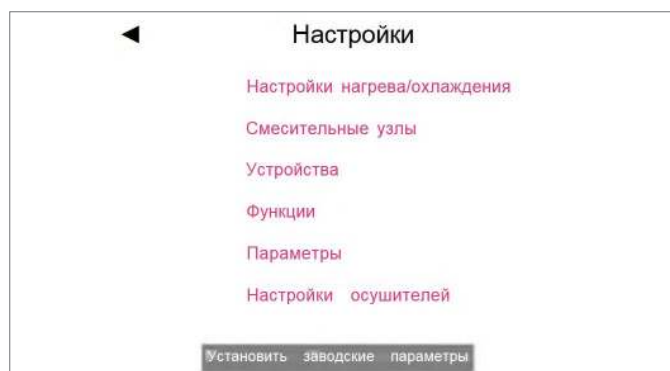 Настройки
Настройки нагрева/охлаждения
Смесительные узлы
Устройства
Функции
Параметры
Настройки осушителей
Установить заводские параметры